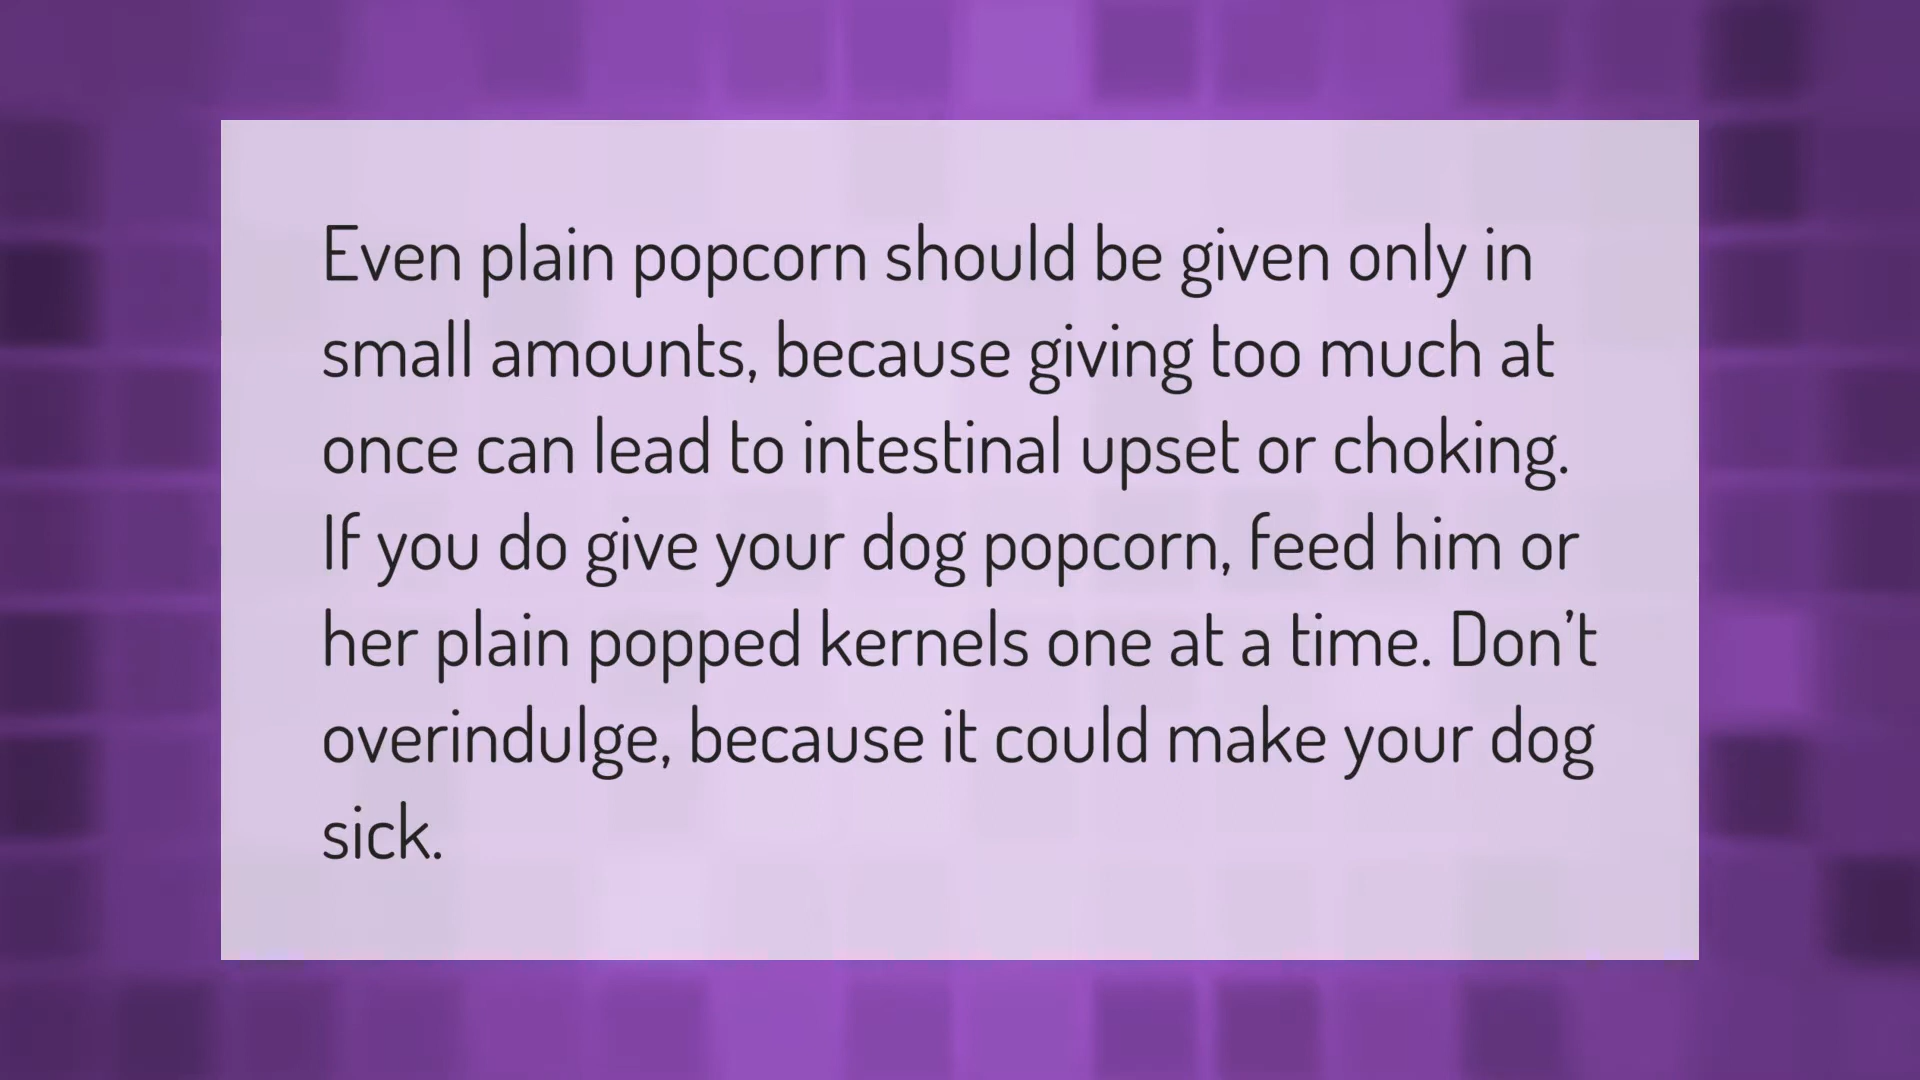 Even plain popcorn should be given only in
small amounts, because giving too much at
once can lead to intestinal upset or choking.
If you do give your dog popcorn, feed him or
her plain popped kernels one at a time. Don’t
overindulge, because it could make your dog
sick.